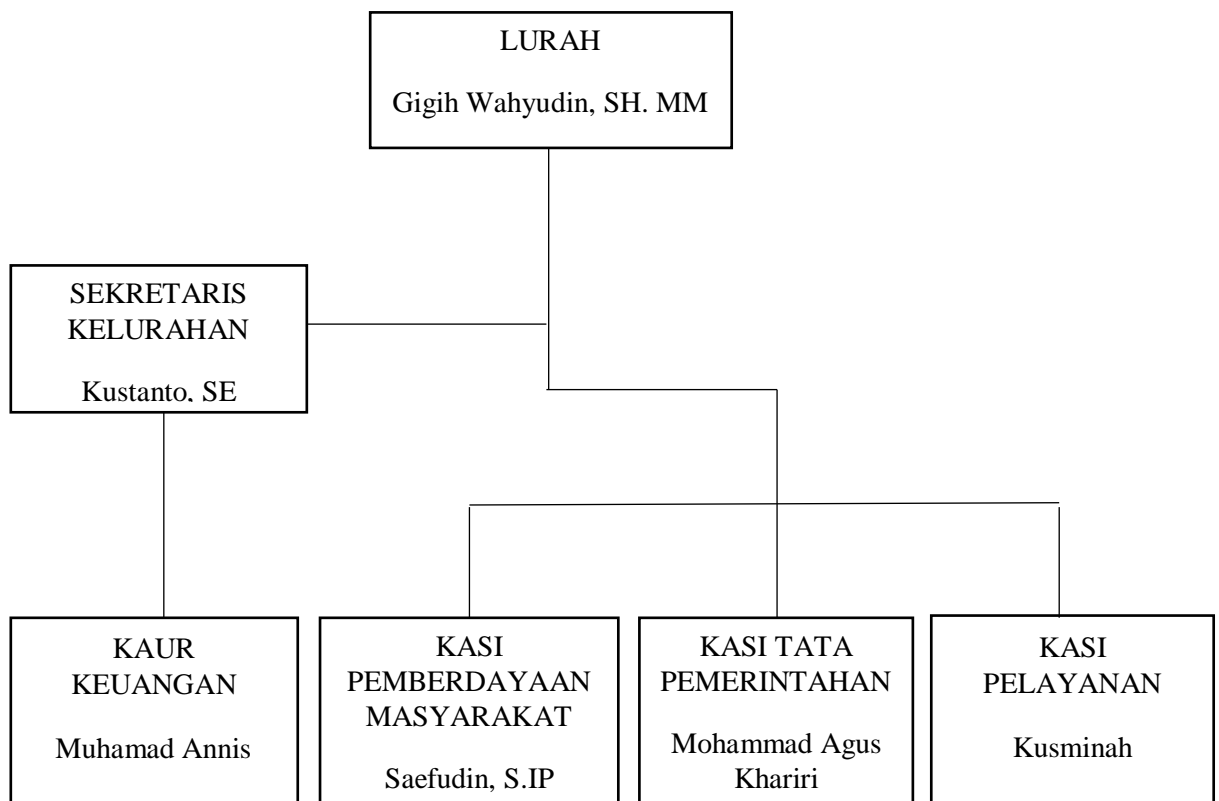 LURAH
Gigih Wahyudin, SH. MM
SEKRETARIS
KELURAHAN
Kustanto, SE
KAUR
KEUANGAN
Muhamad Annis
KASI
PEMBERDAYAAN
MASYARAKAT
Saefudin, S.IP
KASI TATA
PEMERINTAHAN
Mohammad Agus
Khariri
KASI
PELAYANAN
Kusminah